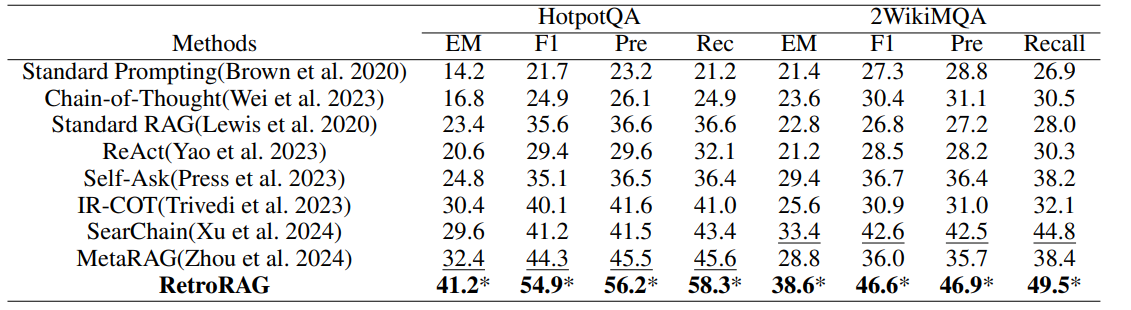 HotpotQA 2WikiMQA
Methods EM F1 Pre Rec EM F1 Pre Recall
Standard Prompting(Brown et al. 2020) 14.2 21.7 23.2 21.2 21.4 27.3 28.8 26.9
Chain-of-Thought(Wei et al. 2023) 16.8 24.9 26.1 24.9 23.6 30.4 31.1 30.5
Standard RAG(Lewis et al. 2020) 23.4 35.6 36.6 36.6 22.8 26.8 27.2 28.0
ReAct(Yao et al. 2023) 20.6 29.4 29.6 32.1 21.2 28.5 28.2 30.3
Self-Ask(Press et al. 2023) 24.8 35.1 36.5 36.4 29.4 36.7 36.4 38.2
IR-COT(Trivedi et al. 2023) 30.4 40.1 41.6 41.0 25.6 30.9 31.0 32.1
SearChain(Xu et al. 2024) 29.6 41.2 41.5 43.4 33.4 42.6 42.5 44.8
MetaRAG(Zhou et al. 2024) 32.4 44.3 45.5 45.6 28.8 36.0 35.7 38.4
RetroRAG 41.2* 54.9* 56.2* 58.3* 38.6* 46.6* 46.9* 49.5*